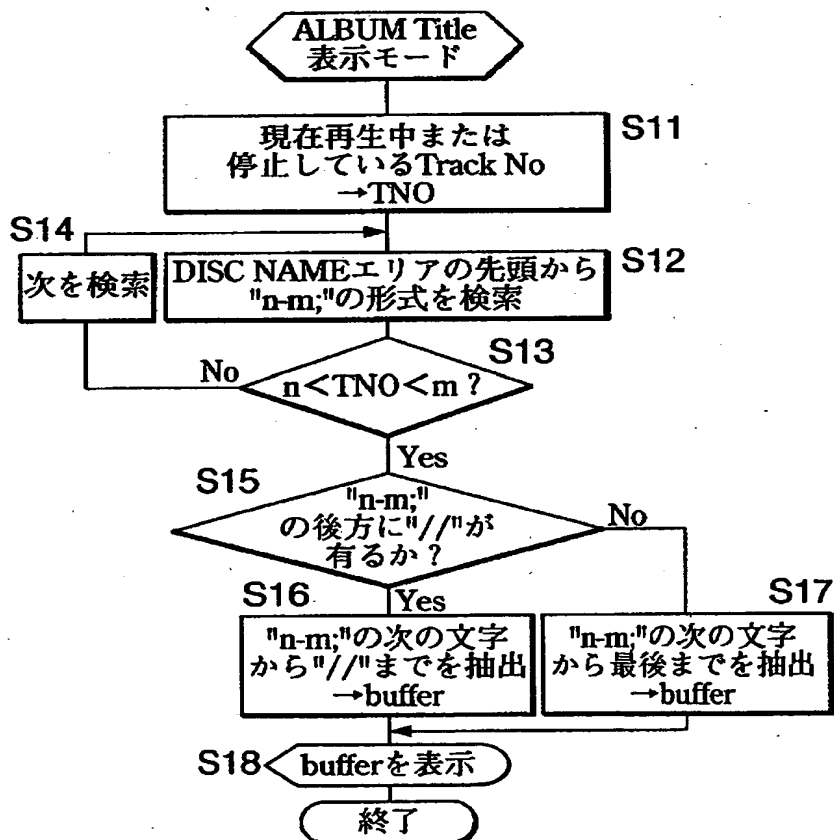 ALBUM Title
表示モード
現在再生中または
停止しているTrack No
→TNO
S11
S14
次を検索
DISC NAMEエリアの先頭から
"n-m;"の形式を検索
S12
S13
No
n<TNO<m ?
Yes
S15
"n-m;"
の後方に"//"が
有るか?
No
S16
Yes
S17
"n-m;"の次の文字
から"//"までを抽出
→buffer
"n-m;"の次の文字
から最後までを抽出
→buffer
S18
bufferを表示
終了